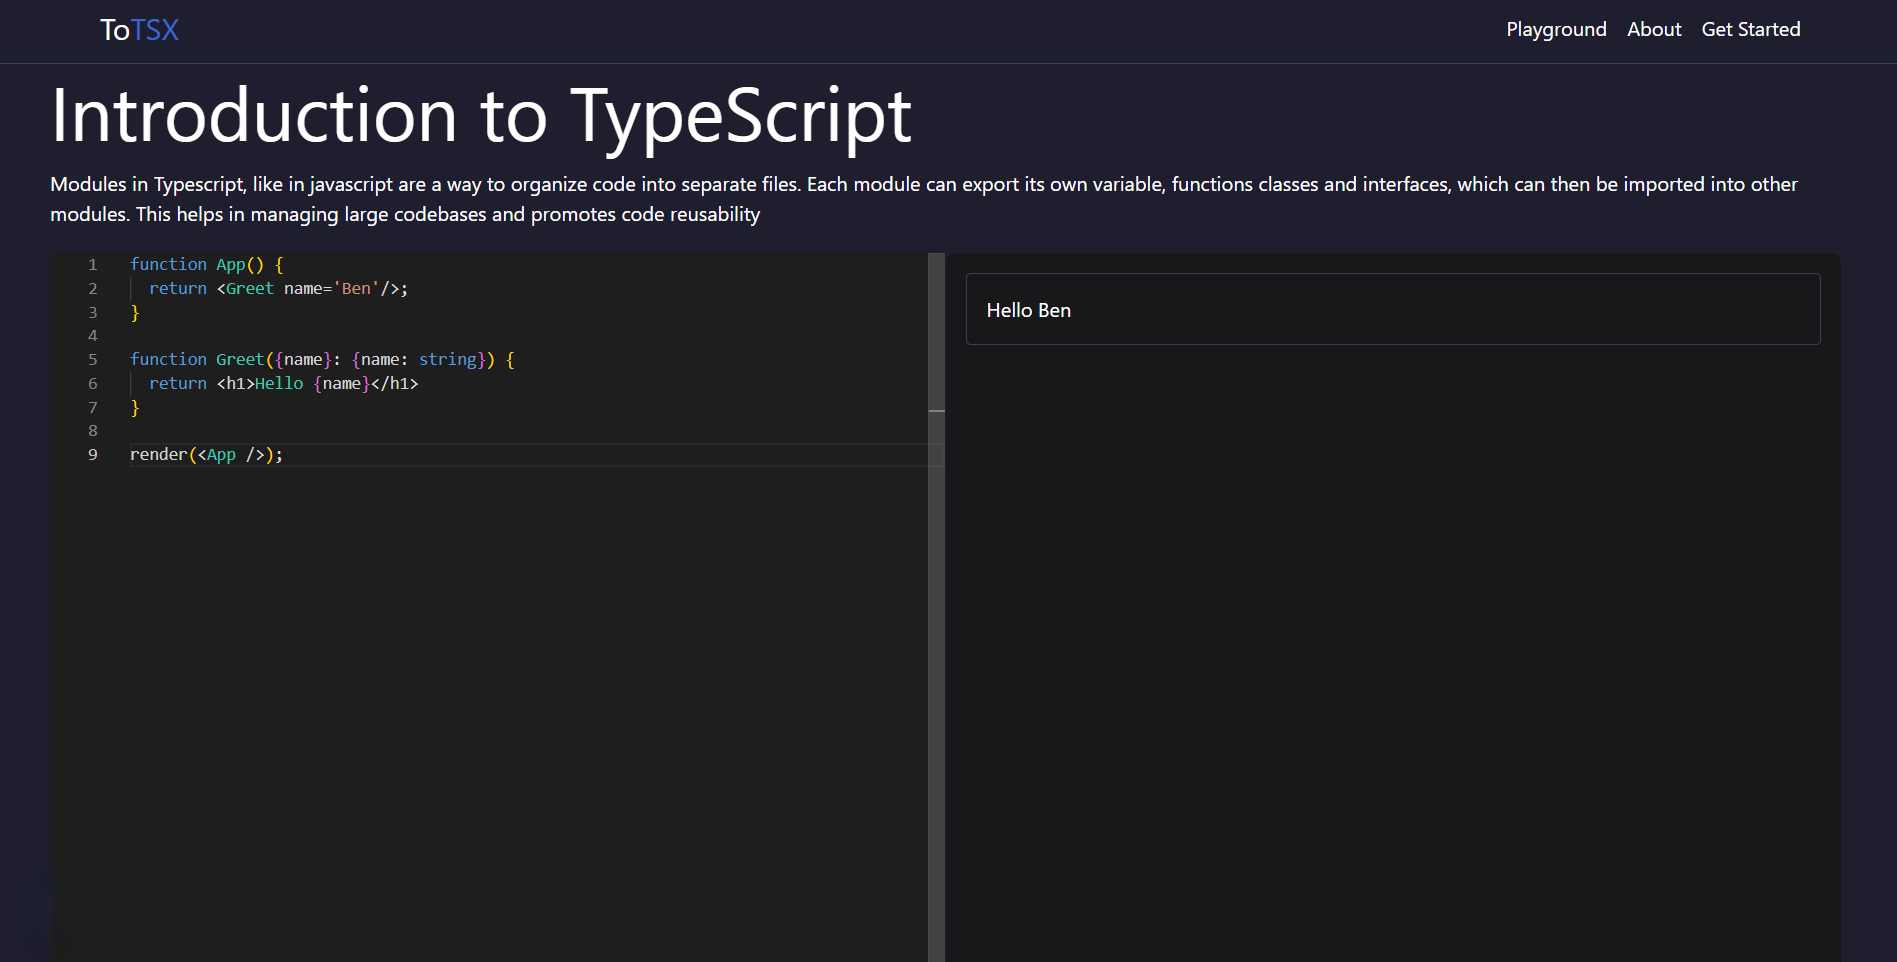 ToTSX
Playground About Get Started
Introduction to TypeScript
Modules in Typescript, like in javascript are a way to organize code into separate files. Each module can export its own variable, functions classes and interfaces, which can then be imported into other
modules. This helps in managing large codebases and promotes code reusability
1 function App() {
2   return <Greet name='Ben'/>;
3 }
4
5 function Greet({name}: {name: string}) {
6   return <h1>Hello {name}</h1>
7 }
8
9 render(<App />);
Hello Ben